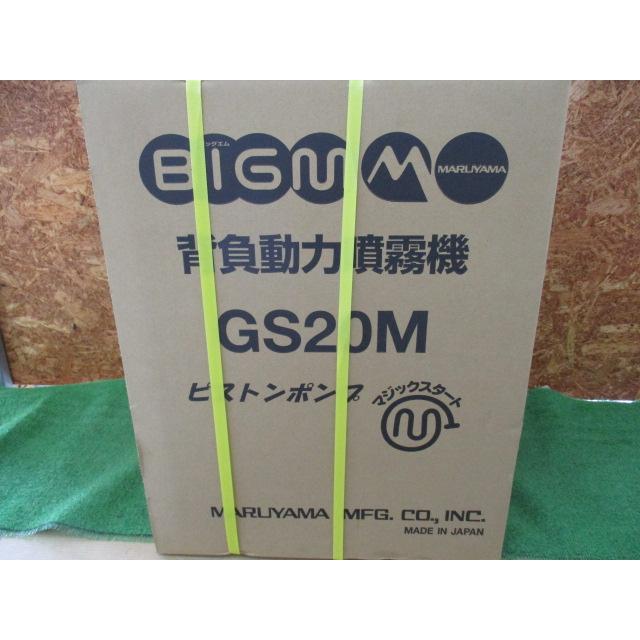 ッグエム
BIGM M MARUYAMA
背負動力噴霧機
GS20M
ピストンポンプ
マジックスタート
MARUYAMA MFG. CO., INC.
MADE IN JAPAN